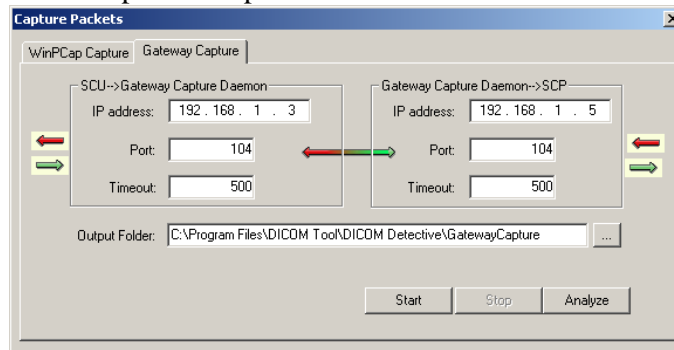 Capture Packets
WinPCap Capture Gateway Capture
SCU-->Gateway Capture Daemon
IP address: 192 . 168 . 1 . 3
Port: 104
Timeout: 500
Gateway Capture Daemon-->SCP
IP address: 192 . 168 . 1 . 5
Port: 104
Timeout: 500
Output Folder: C:\Program Files\DICOM Tool\DICOM Detective\GatewayCapture ...
Start Stop Analyze